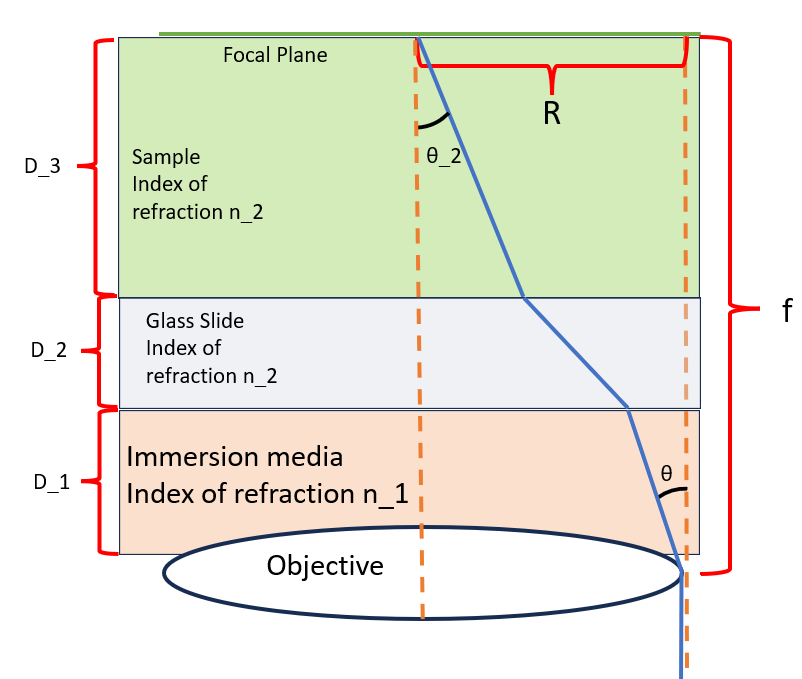 Focal Plane
R
D_3
Sample
Index of
refraction n_2
θ_2
Glass Slide
Index of
refraction n_2
D_2
f
Immersion media
Index of refraction n_1
D_1
θ
Objective